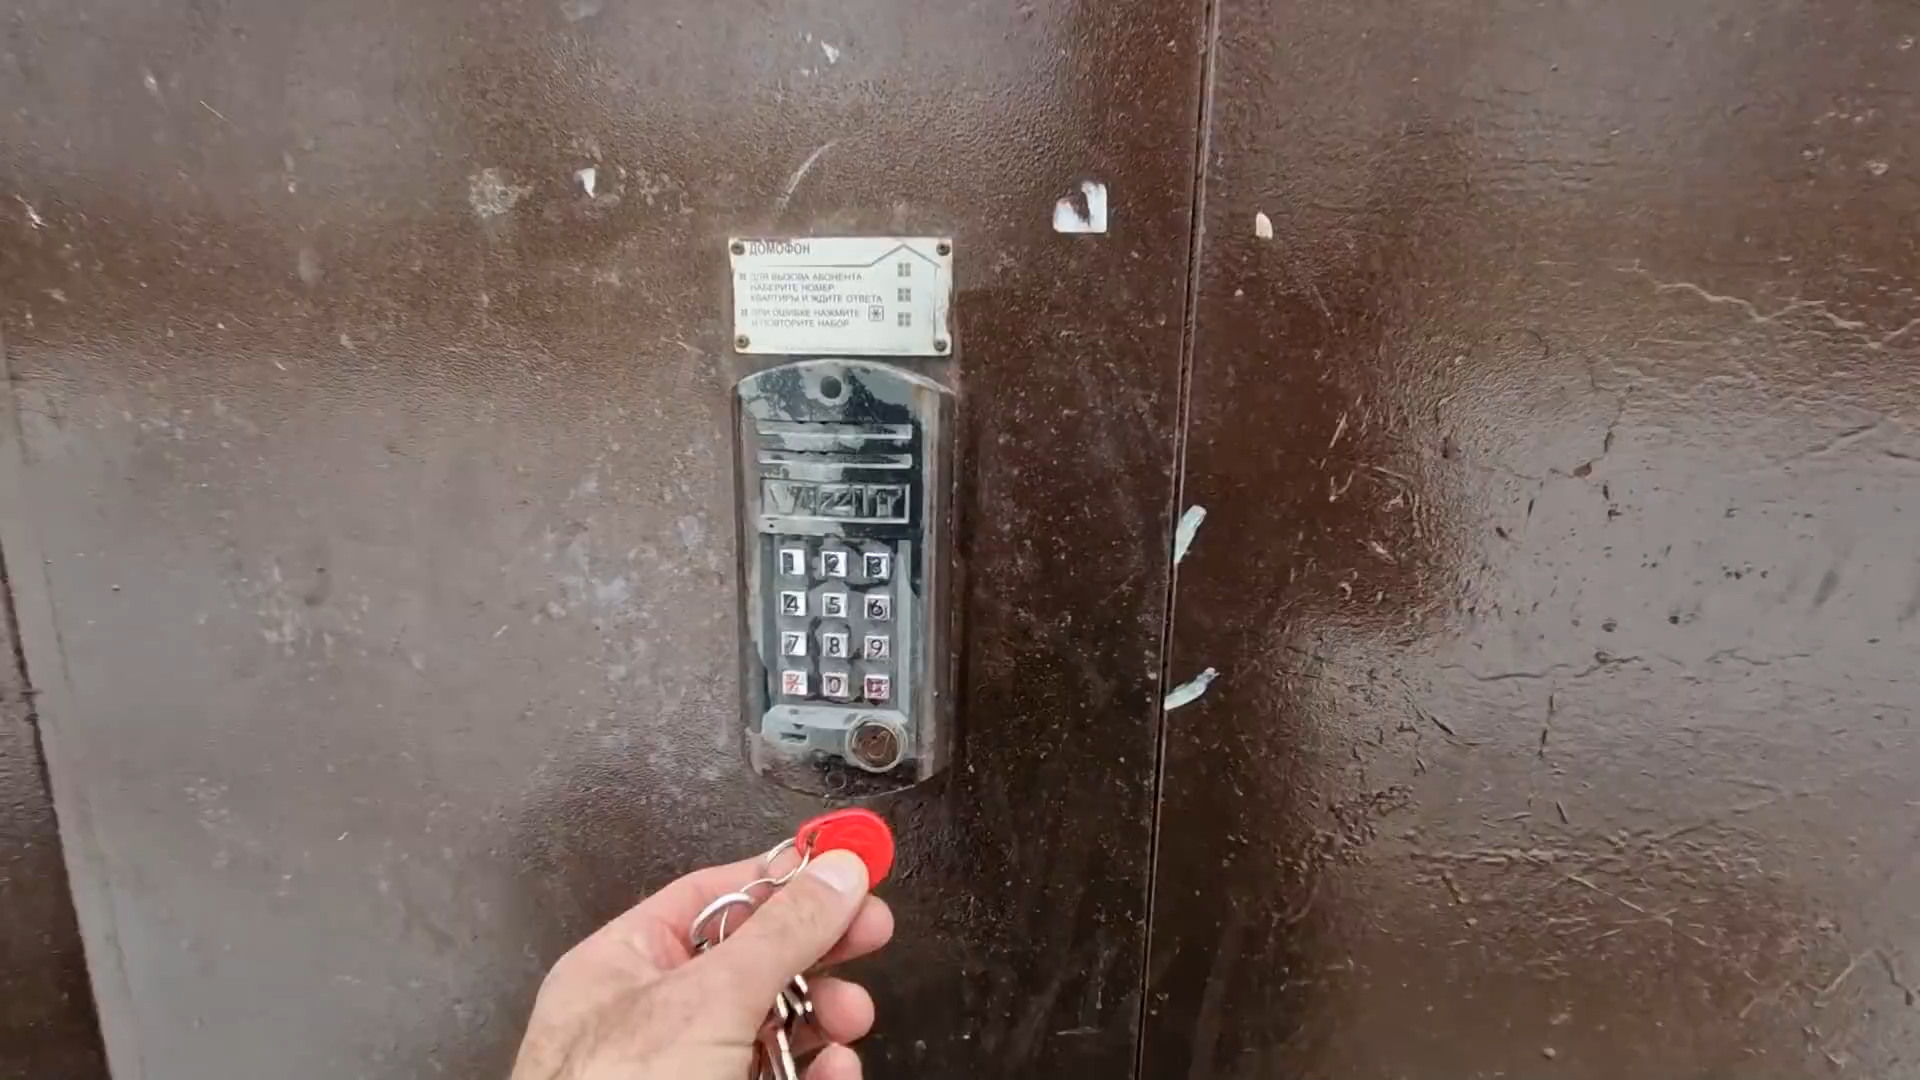 ДОМОФОН
ДЛЯ ВЫЗОВА АБОНЕНТА
НАБЕРИТЕ НОМЕР
КВАРТИРЫ И ЖДИТЕ ОТВЕТА
ПРИ ОШИБКЕ НАЖМИТЕ *
И ПОВТОРИТЕ НАБОР
VIZIT
1 2 3
4 5 6
7 8 9
* 0